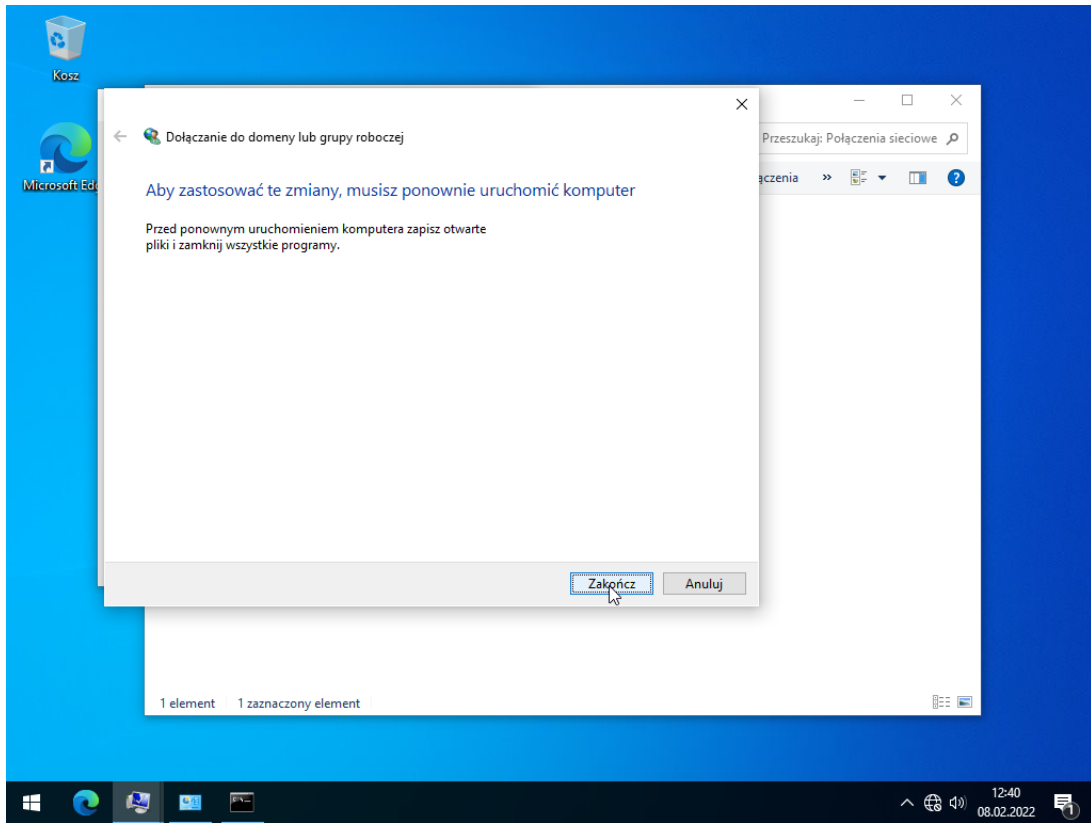 Kosz
Microsoft Ed
Dołączanie do domeny lub grupy roboczej
Przeszukaj: Połączenia sieciowe
Aby zastosować te zmiany, musisz ponownie uruchomić komputer
Przed ponownym uruchomieniem komputera zapisz otwarte
pliki i zamknij wszystkie programy.
ączenia »
Zakończ Anuluj
1 element 1 zaznaczony element
12:40
08.02.2022
1